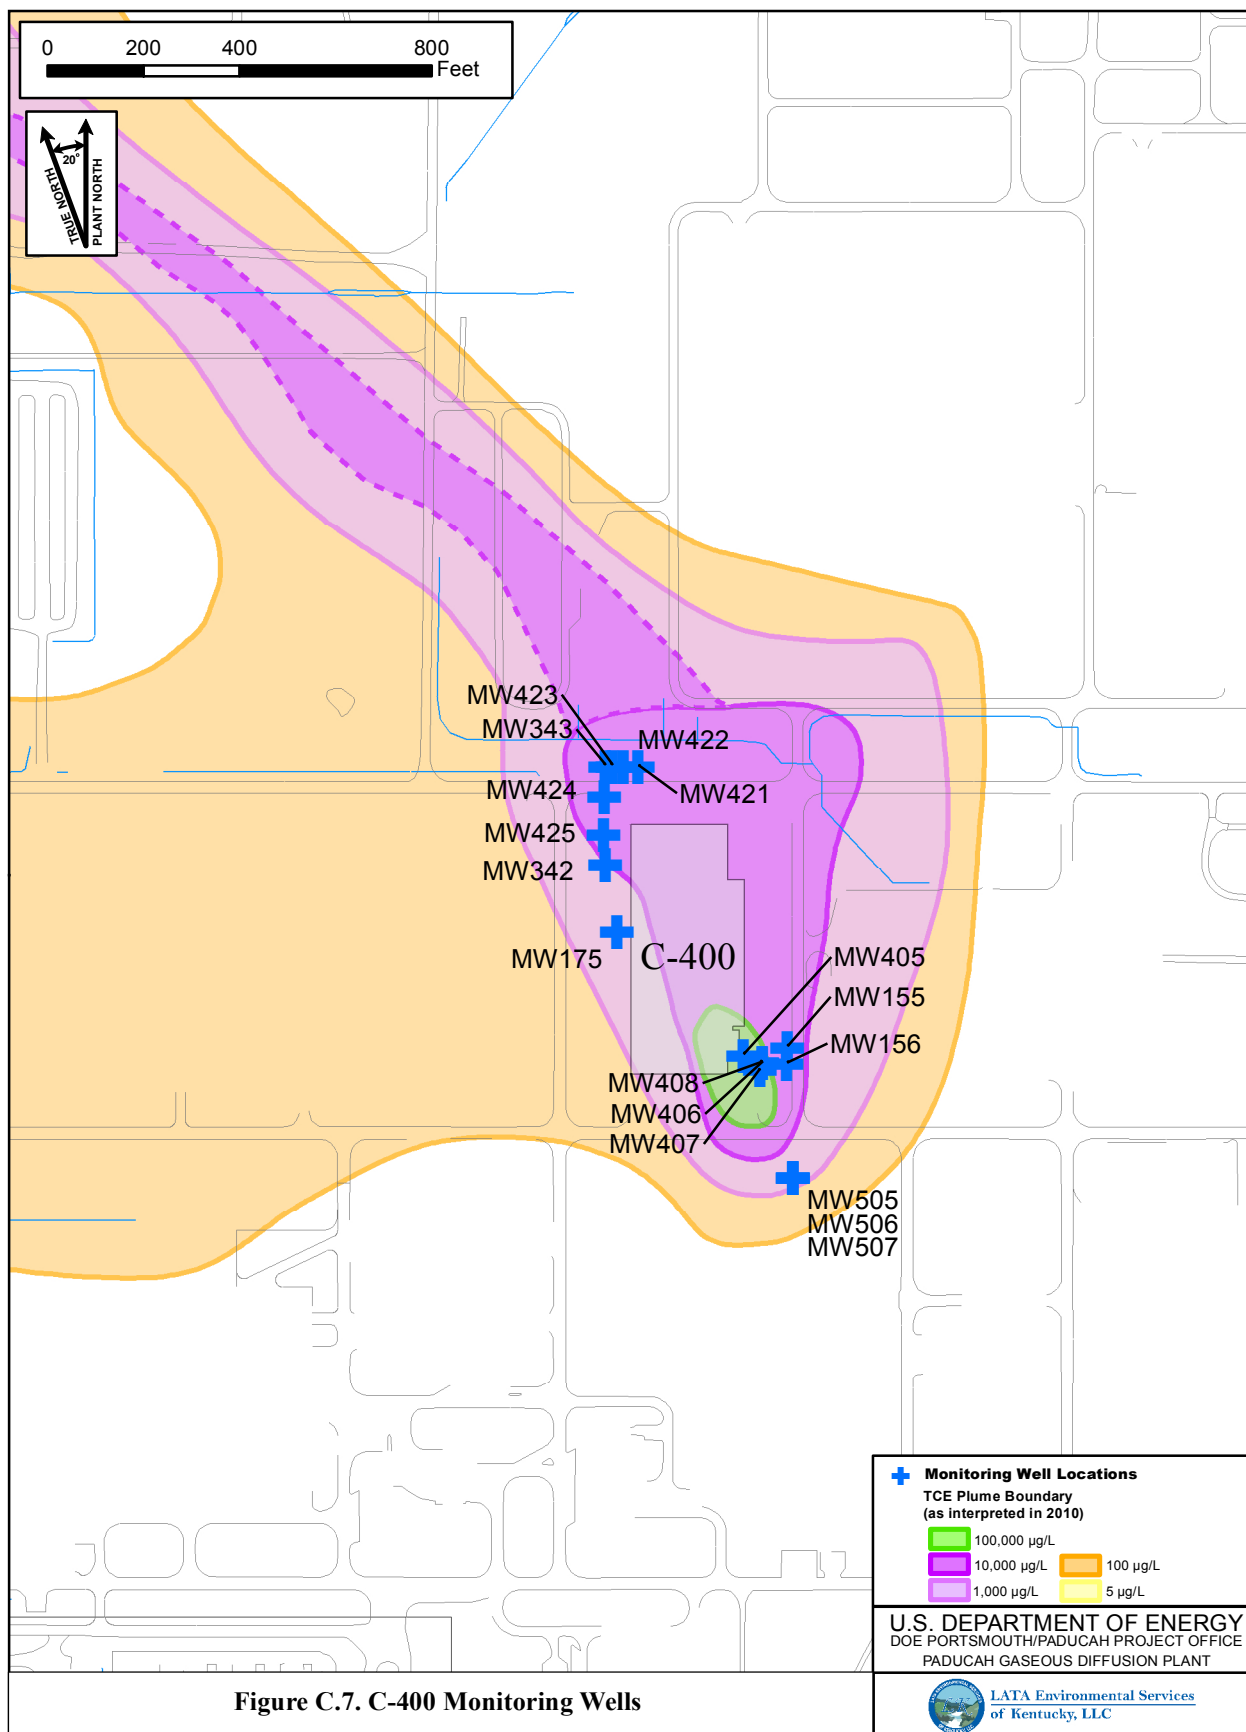 0 200 400 800
Feet
20°
TRUE NORTH
PLANT NORTH
MW423
MW343
MW422
MW424
MW421
MW425
MW342
MW175
C-400
MW405
MW155
MW156
MW408
MW406
MW407
MW505
MW506
MW507
Monitoring Well Locations
TCE Plume Boundary
(as interpreted in 2010)
100,000 µg/L
10,000 µg/L 100 µg/L
1,000 µg/L 5 µg/L
U.S. DEPARTMENT OF ENERGY
DOE PORTSMOUTH/PADUCAH PROJECT OFFICE
PADUCAH GASEOUS DIFFUSION PLANT
Figure C.7. C-400 Monitoring Wells
LATA Environmental Services
of Kentucky, LLC